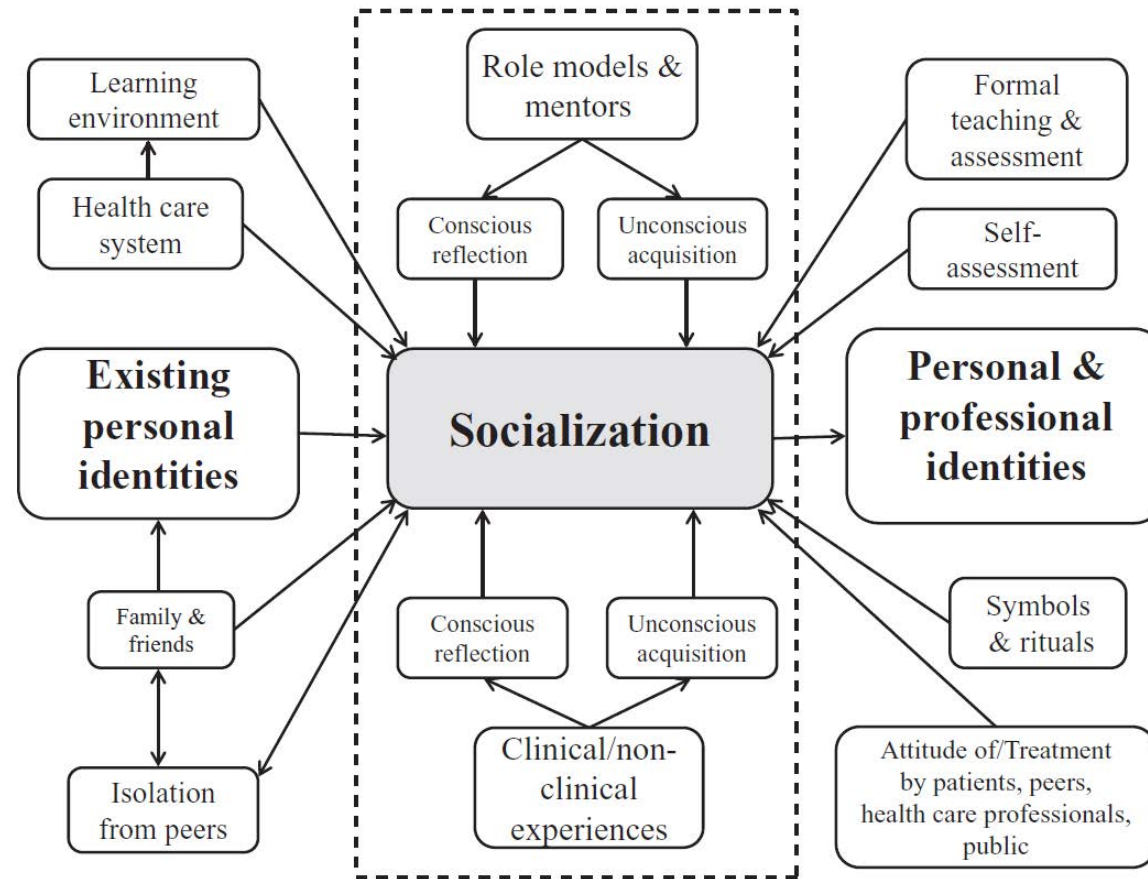 Learning
environment
Health care
system
Existing
personal
identities
Family &
friends
Isolation
from peers
Role models &
mentors
Conscious
reflection
Unconscious
acquisition
Socialization
Conscious
reflection
Unconscious
acquisition
Clinical/non-
clinical
experiences
Formal
teaching &
assessment
Self-
assessment
Personal &
professional
identities
Symbols
& rituals
Attitude of/Treatment
by patients, peers,
health care professionals,
public